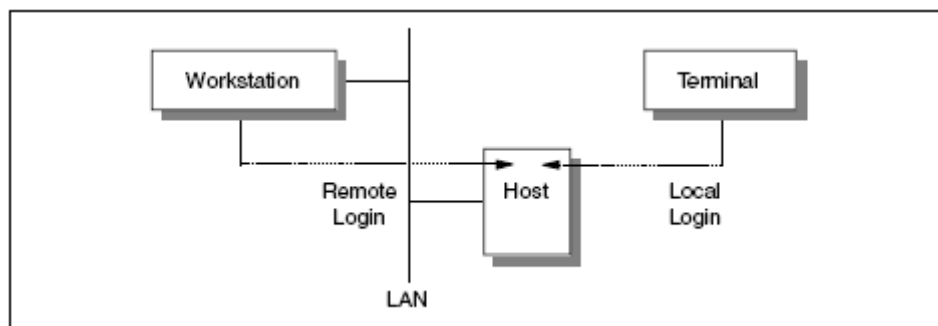 Workstation
Terminal
Host
Remote
Login
Local
Login
LAN